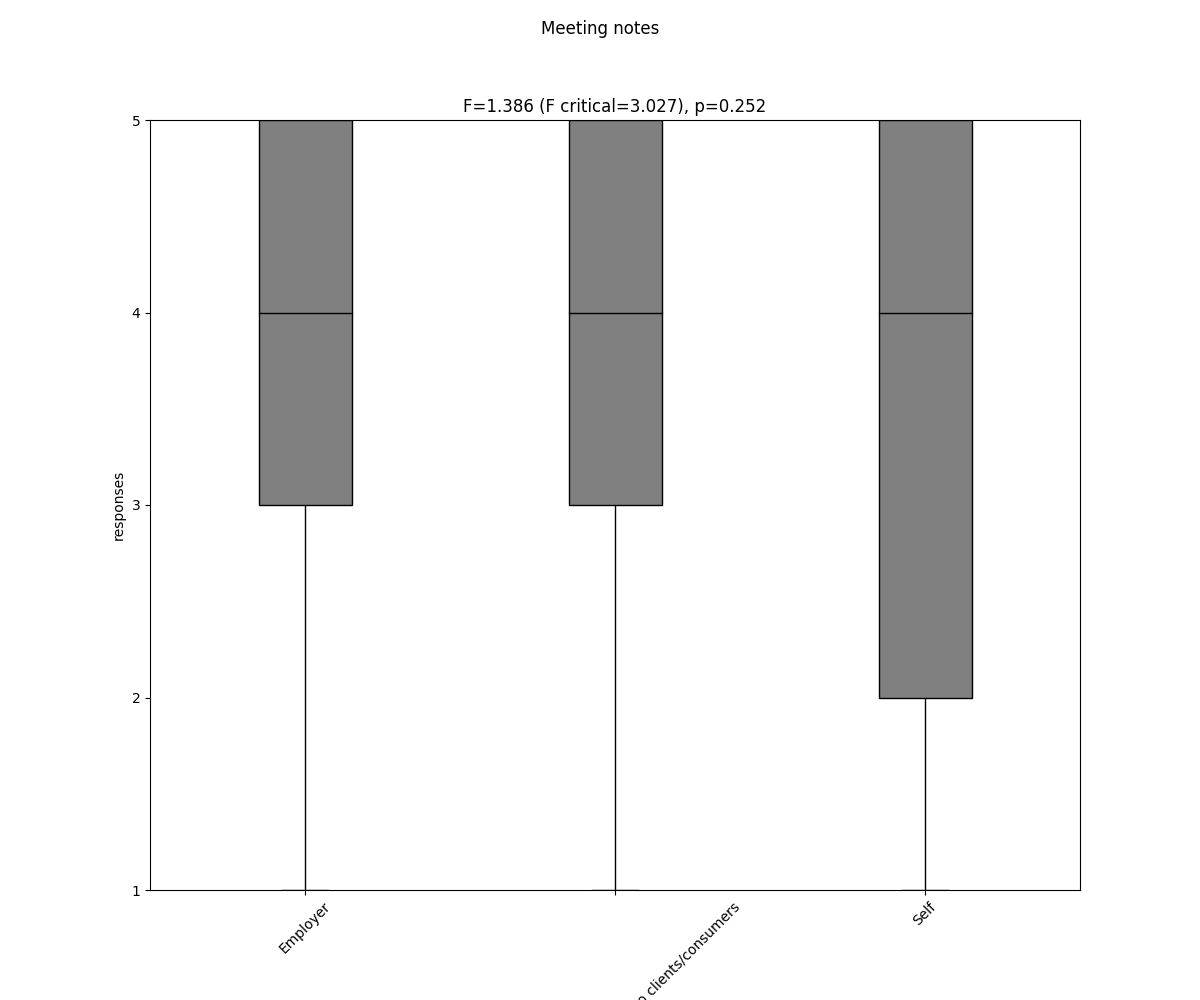 Meeting notes
F=1.386 (F critical=3.027), p=0.252
5
4
3
2
1
responses
Employer
clients/consumers
Self